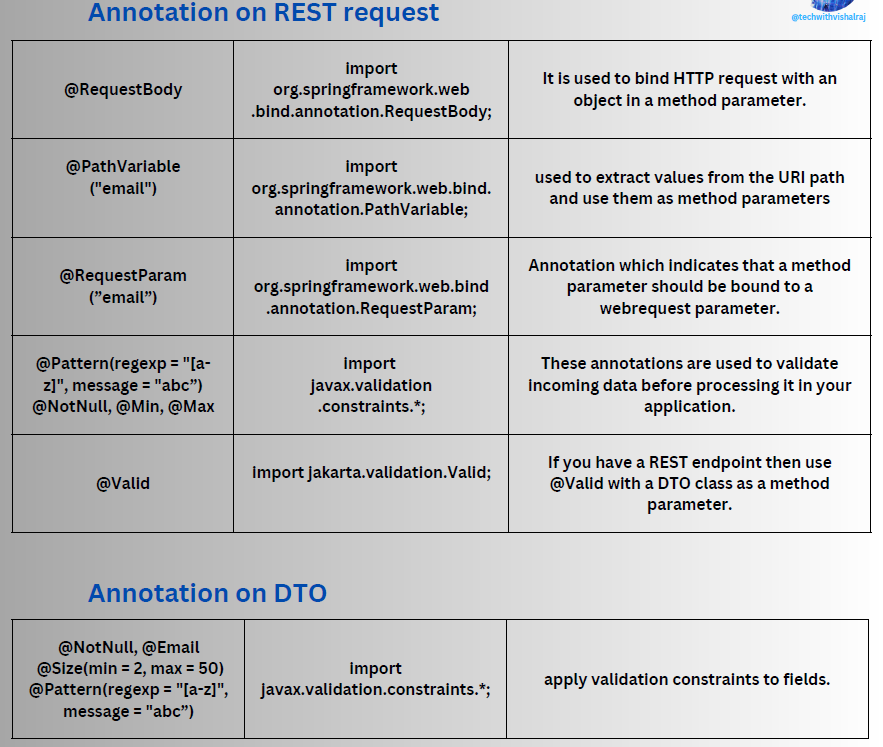 Annotation on REST request
@techwithvishalraj
@RequestBody
import
org.springframework.web
.bind.annotation.RequestBody;
It is used to bind HTTP request with an
object in a method parameter.
@PathVariable
("email")
import
org.springframework.web.bind.
annotation.PathVariable;
used to extract values from the URI path
and use them as method parameters
@RequestParam
(”email”)
import
org.springframework.web.bind
.annotation.RequestParam;
Annotation which indicates that a method
parameter should be bound to a
webrequest parameter.
@Pattern(regexp = "[a-
z]", message = "abc”)
@NotNull, @Min, @Max
import
javax.validation
.constraints.*;
These annotations are used to validate
incoming data before processing it in your
application.
@Valid
import jakarta.validation.Valid;
If you have a REST endpoint then use
@Valid with a DTO class as a method
parameter.
Annotation on DTO
@NotNull, @Email
@Size(min = 2, max = 50)
@Pattern(regexp = "[a-z]",
message = "abc”)
import
javax.validation.constraints.*;
apply validation constraints to fields.